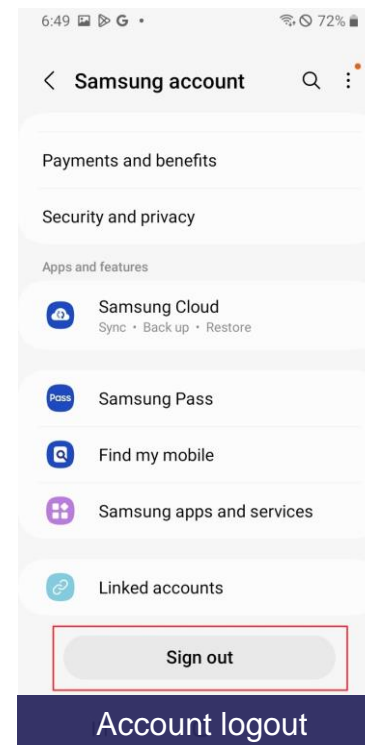 6:49 G • 72%
Samsung account
Payments and benefits
Security and privacy
Apps and features
Samsung Cloud
Sync • Back up • Restore
Pass Samsung Pass
Find my mobile
Samsung apps and services
Linked accounts
Sign out
Account logout